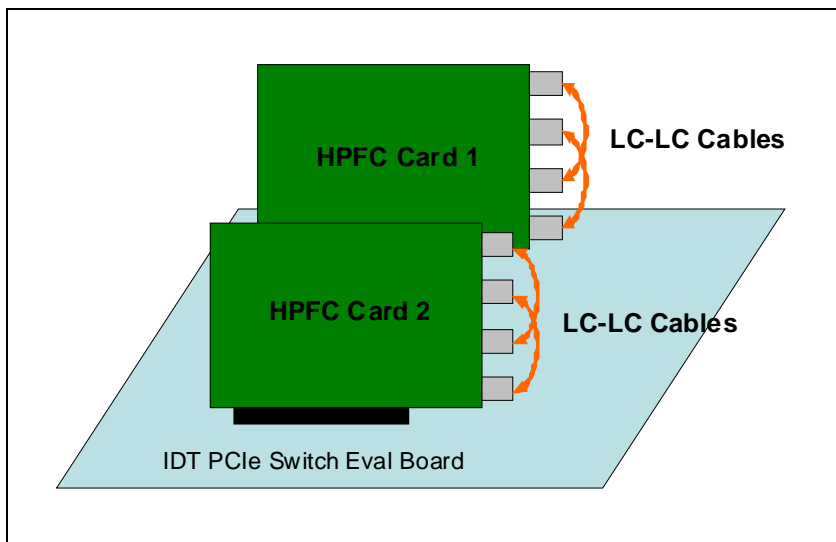 HPFC Card 1
LC-LC Cables
HPFC Card 2
LC-LC Cables
IDT PCIe Switch Eval Board